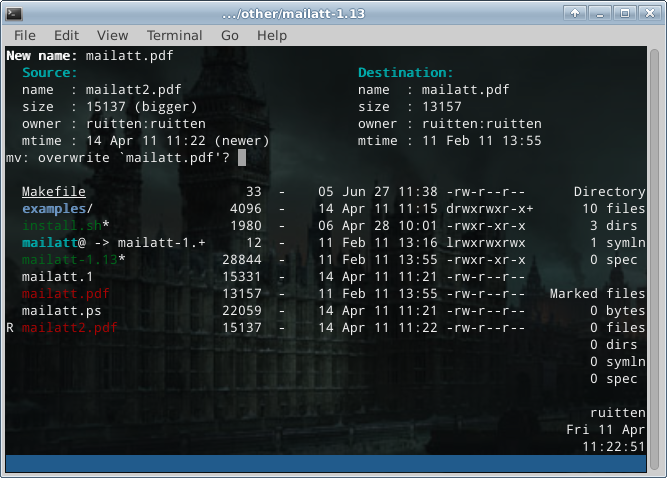 .../other/mailatt-1.13
File Edit View Terminal Go Help
New name: mailatt.pdf
Source: Destination:
name : mailatt2.pdf name : mailatt.pdf
size : 15137 (bigger) size : 13157
owner : ruitten:ruitten owner : ruitten:ruitten
mtime : 14 Apr 11 11:22 (newer) mtime : 11 Feb 11 13:55
mv: overwrite `mailatt.pdf'?
Makefile 33 - 05 Jun 27 11:38 -rw-r--r-- Directory
examples/ 4096 - 14 Apr 11 11:15 drwxrwxr-x+ 10 files
install.sh* 1980 - 06 Apr 28 10:01 -rwxr-xr-x 3 dirs
mailatt@ -> mailatt-1.+ 12 - 11 Feb 11 13:16 lrwxrwxrwx 1 symln
mailatt-1.13* 28844 - 11 Feb 11 13:55 -rwxr-xr-x 0 spec
mailatt.1 15331 - 14 Apr 11 11:21 -rw-r--r--
mailatt.pdf 13157 - 11 Feb 11 13:55 -rw-r--r-- Marked files
mailatt.ps 22059 - 14 Apr 11 11:21 -rw-r--r-- 0 bytes
R mailatt2.pdf 15137 - 14 Apr 11 11:22 -rw-r--r-- 0 files
0 dirs
0 symln
0 spec
ruitten
Fri 11 Apr
11:22:51